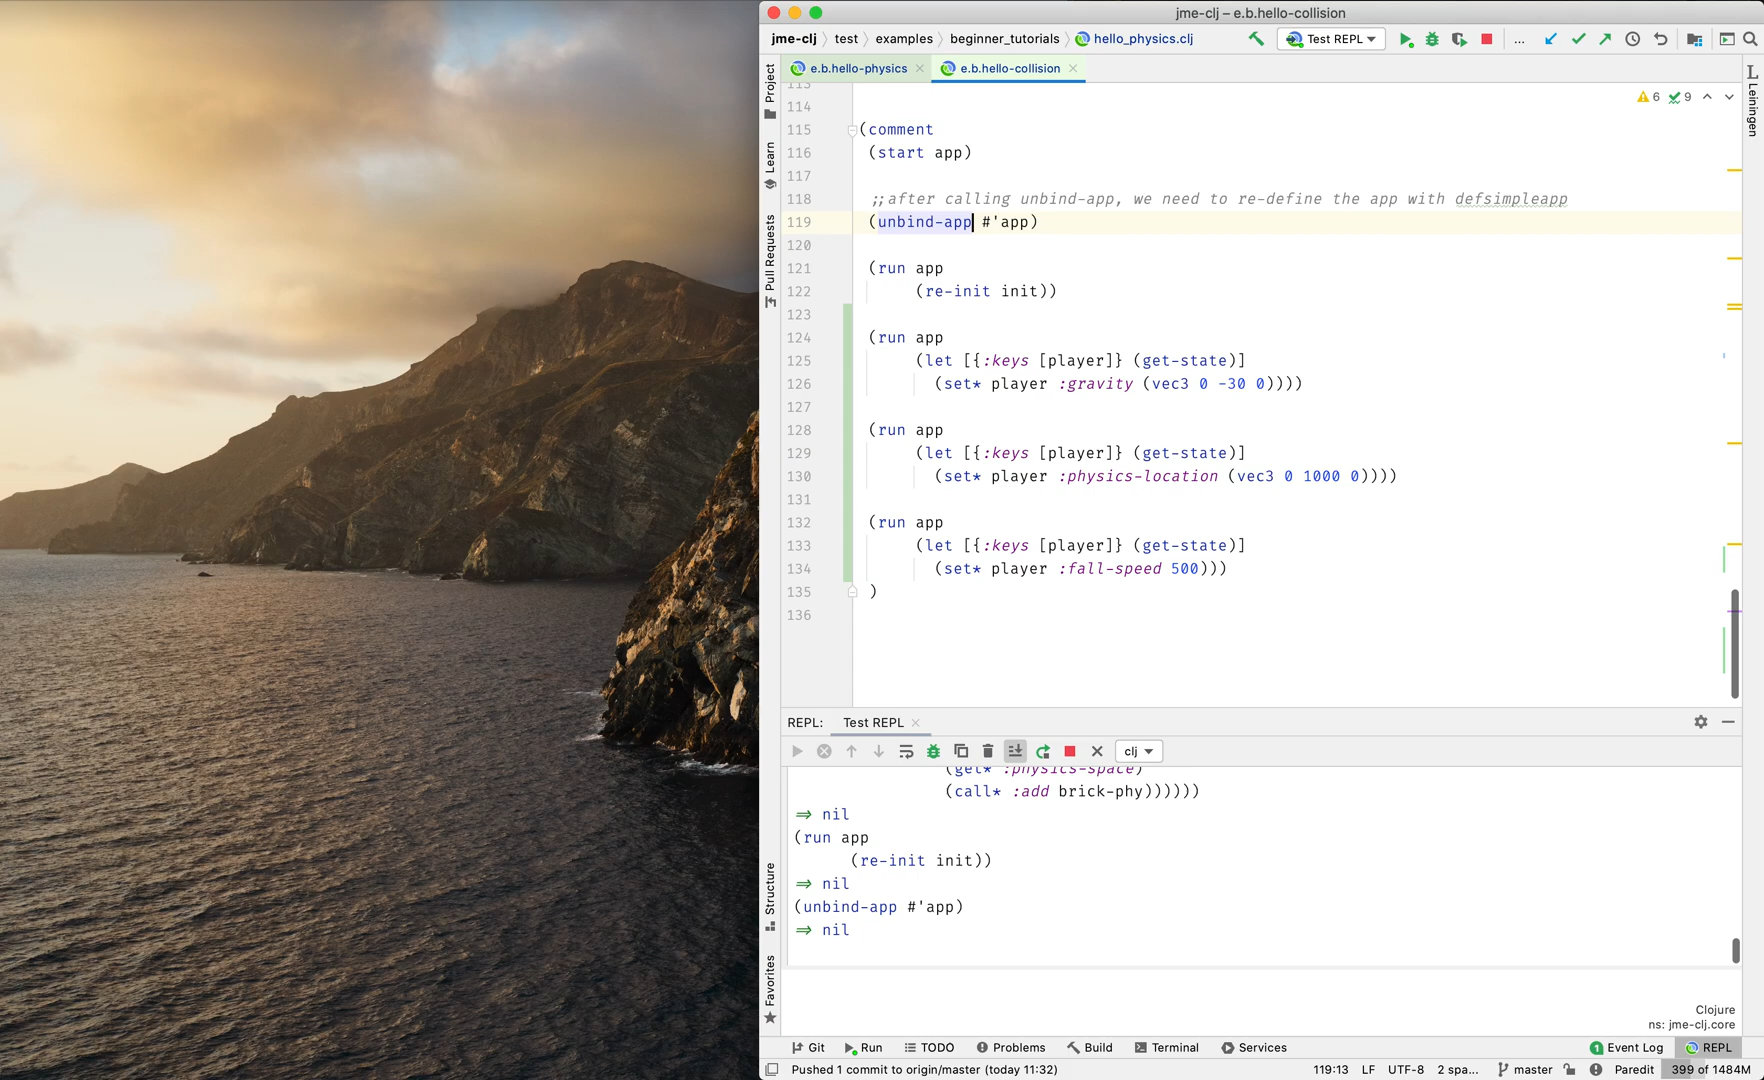 jme-clj – e.b.hello-collision
jme-clj test examples beginner_tutorials hello_physics.clj Test REPL ...
e.b.hello-physics e.b.hello-collision
6 9
Project
Learn
Pull Requests
Structure
Favorites
Leiningen
113
114
115 (comment
116 (start app)
117
118 ;;after calling unbind-app, we need to re-define the app with defsimpleapp
119 (unbind-app #'app)
120
121 (run app
122 (re-init init))
123
124 (run app
125 (let [{:keys [player]} (get-state)]
126 (set* player :gravity (vec3 0 -30 0))))
127
128 (run app
129 (let [{:keys [player]} (get-state)]
130 (set* player :physics-location (vec3 0 1000 0))))
131
132 (run app
133 (let [{:keys [player]} (get-state)]
134 (set* player :fall-speed 500)))
135 )
136
REPL: Test REPL
clj
(get* :physics-space)
(call* :add brick-phy))))))
=> nil
(run app
(re-init init))
=> nil
(unbind-app #'app)
=> nil
Clojure
ns: jme-clj.core
Git Run TODO Problems Build Terminal Services 1 Event Log REPL
Pushed 1 commit to origin/master (today 11:32) 119:13 LF UTF-8 2 spa... master Paredit 399 of 1484M